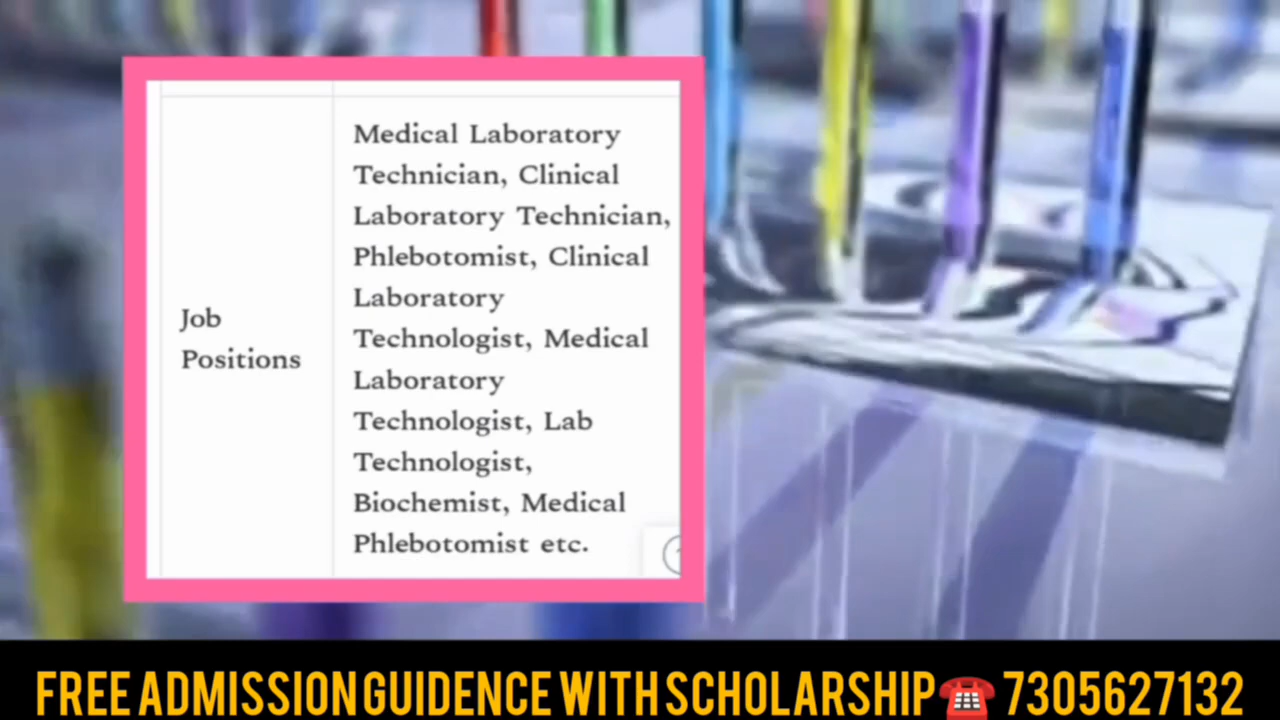 Job
Positions
Medical Laboratory
Technician, Clinical
Laboratory Technician,
Phlebotomist, Clinical
Laboratory
Technologist, Medical
Laboratory
Technologist, Lab
Technologist,
Biochemist, Medical
Phlebotomist etc.
FREE ADMISSION GUIDENCE WITH SCHOLARSHIP☎️ 7305627132